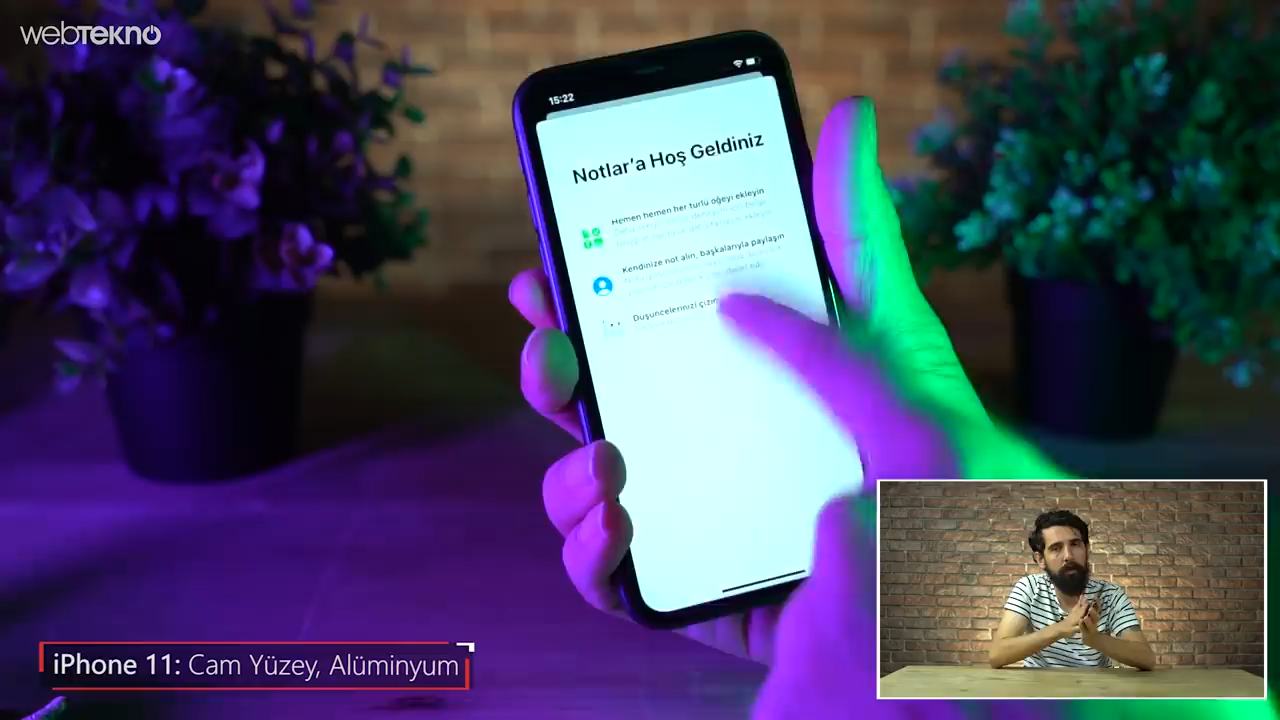 webTEKNO
15:22
Notlar'a Hoş Geldiniz
Hemen hemen her türlü öğeyi ekleyin
Kendinize not alın, başkalarıyla paylaşın
Düşüncelerinizi
iPhone 11: Cam Yüzey, Alüminyum